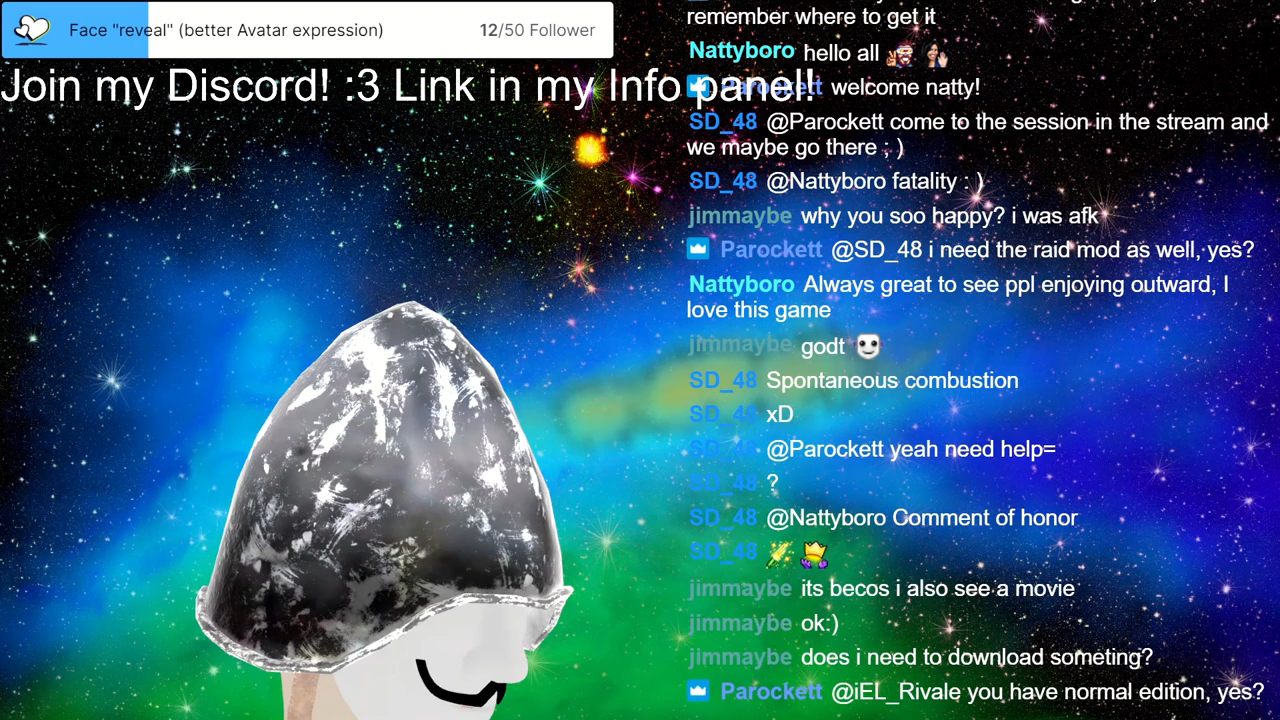 Face "reveal" (better Avatar expression) 12/50 Follower
Join my Discord! :3 Link in my Info panel!
remember where to get it
Nattyboro hello all
Parockett welcome natty!
SD_48 @Parockett come to the session in the stream and
we maybe go there ; )
SD_48 @Nattyboro fatality : )
jimmaybe why you soo happy? i was afk
Parockett @SD_48 i need the raid mod as well, yes?
Nattyboro Always great to see ppl enjoying outward, I
love this game
jimmaybe godt
SD_48 Spontaneous combustion
SD_48 xD
SD_48 @Parockett yeah need help=
SD_48 ?
SD_48 @Nattyboro Comment of honor
SD_48
jimmaybe its becos i also see a movie
jimmaybe ok:)
jimmaybe does i need to download someting?
Parockett @iEL_Rivale you have normal edition, yes?